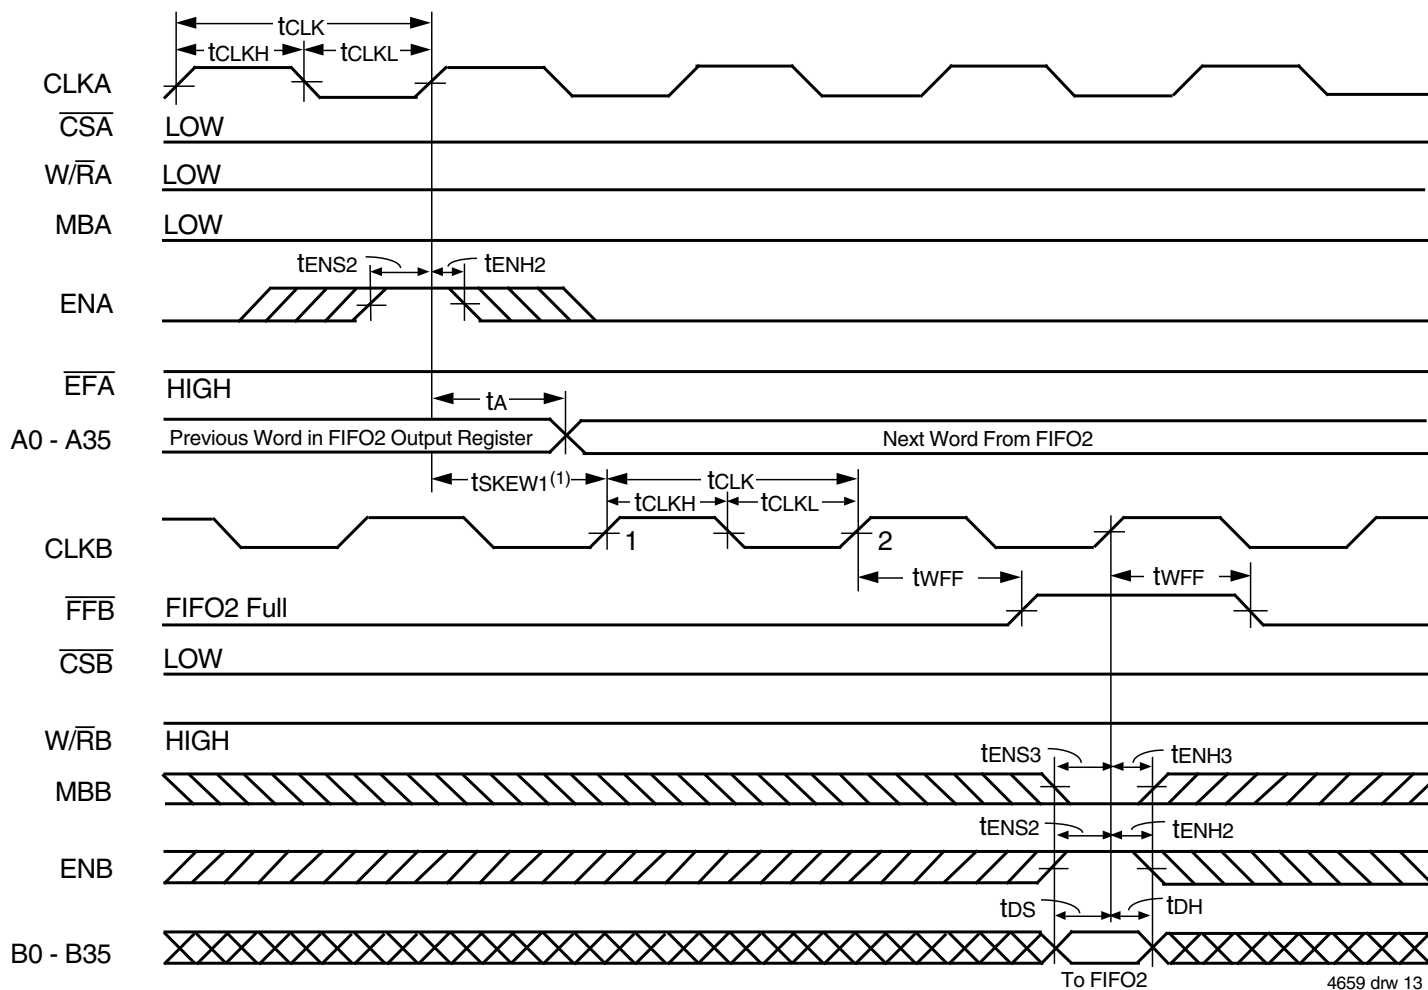 tCLK
tCLKH tCLKL
CLKA
CSA LOW
W/RA LOW
MBA LOW
tENS2 tENH2
ENA
EFA HIGH
tA
A0 - A35 Previous Word in FIFO2 Output Register Next Word From FIFO2
tSKEW1(1) tCLK
tCLKH tCLKL
CLKB 1 2
tWFF tWFF
FFB FIFO2 Full
CSB LOW
W/RB HIGH
tENS3 tENH3
MBB
tENS2 tENH2
ENB
tDS tDH
B0 - B35
To FIFO2
4659 drw 13